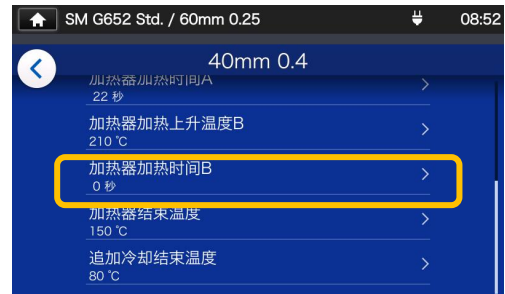 SM G652 Std. / 60mm 0.25 08:52
40mm 0.4
加热器加热时间A
22 秒
加热器加热上升温度B
210 ℃
加热器加热时间B
0 秒
加热器结束温度
150 ℃
追加冷却结束温度
80 ℃